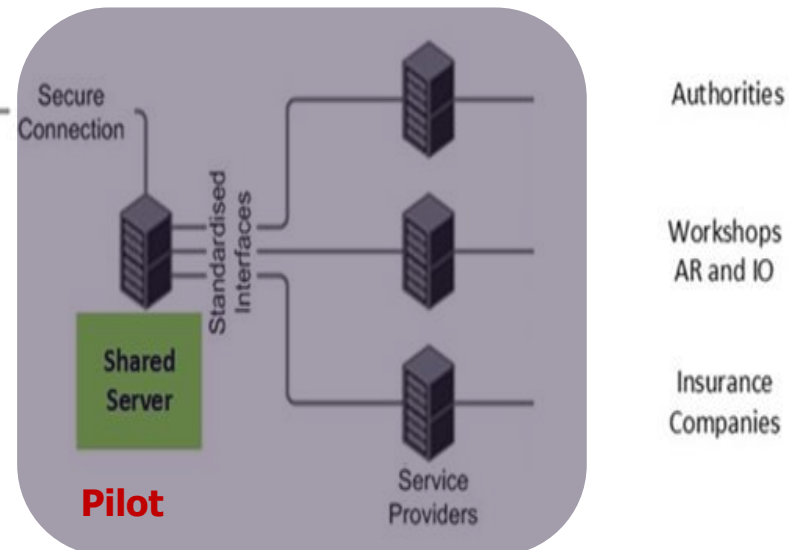 Secure
Connection
Standardised
Interfaces
Shared
Server
Pilot
Service
Providers
Authorities
Workshops
AR and IO
Insurance
Companies